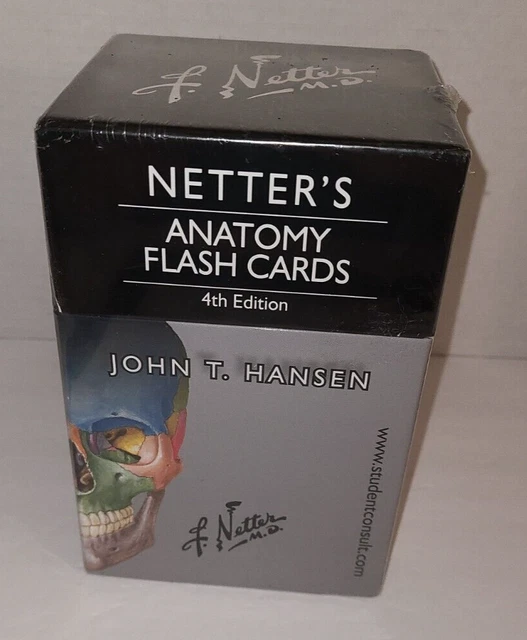 F. Netter
M.D.
NETTER'S
ANATOMY
FLASH CARDS
4th Edition
JOHN T. HANSEN
www.studentconsult.com
F. Netter
M.D.